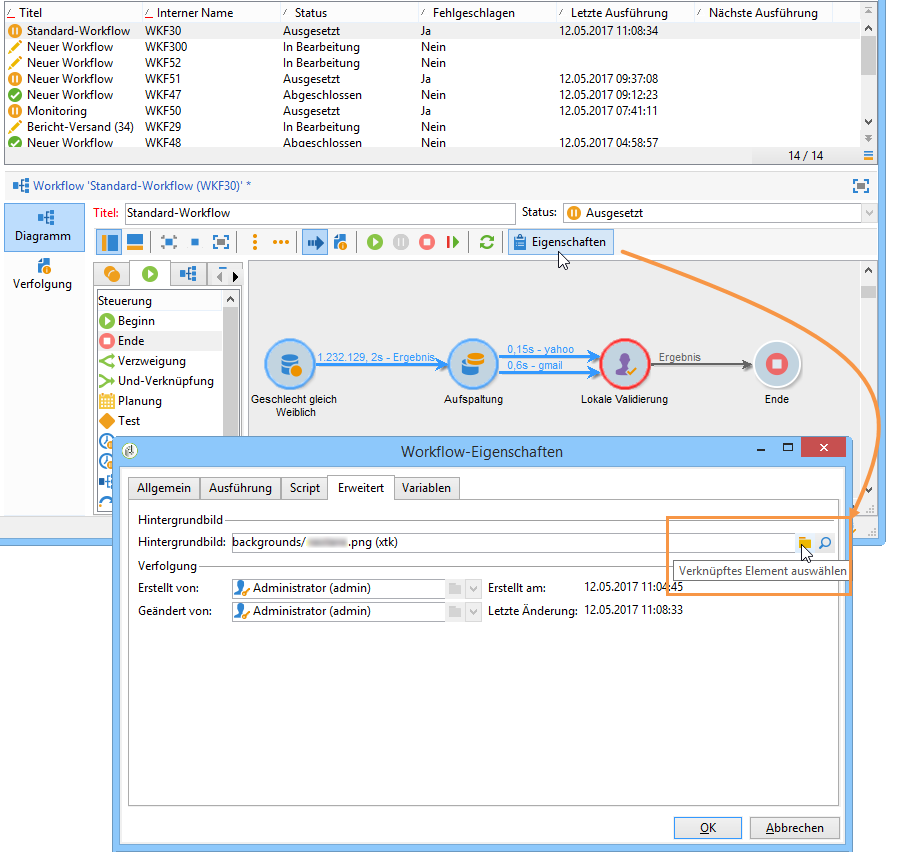 Titel Interner Name Status Fehlgeschlagen Letzte Ausführung Nächste Ausführung
Standard-Workflow WKF30 Ausgesetzt Ja 12.05.2017 11:08:34
Neuer Workflow WKF300 In Bearbeitung Nein
Neuer Workflow WKF52 In Bearbeitung Nein
Neuer Workflow WKF51 Ausgesetzt Ja 12.05.2017 09:37:08
Neuer Workflow WKF47 Abgeschlossen Nein 12.05.2017 09:12:23
Monitoring WKF50 Ausgesetzt Ja 12.05.2017 07:41:11
Bericht-Versand (34) WKF29 In Bearbeitung Nein
Neuer Workflow WKF48 Abgeschlossen Nein 12.05.2017 04:58:57
14 / 14
Workflow 'Standard-Workflow (WKF30)' *
Titel: Standard-Workflow Status: Ausgesetzt
Diagramm
Eigenschaften
Verfolgung
Steuerung
Beginn
Ende
Verzweigung
Und-Verknüpfung
Planung
Test
1.232.129, 2s - Ergebnis
0,15s - yahoo
0,6s - gmail
Ergebnis
Geschlecht gleich
Weiblich
Aufspaltung
Lokale Validierung
Ende
Workflow-Eigenschaften
Allgemein Ausführung Script Erweitert Variablen
Hintergrundbild
Hintergrundbild: backgrounds/ .png (xtk)
Verknüpftes Element auswählen
Verfolgung
Erstellt von: Administrator (admin) Erstellt am: 12.05.2017 11:04:45
Geändert von: Administrator (admin) Letzte Änderung: 12.05.2017 11:08:33
OK Abbrechen